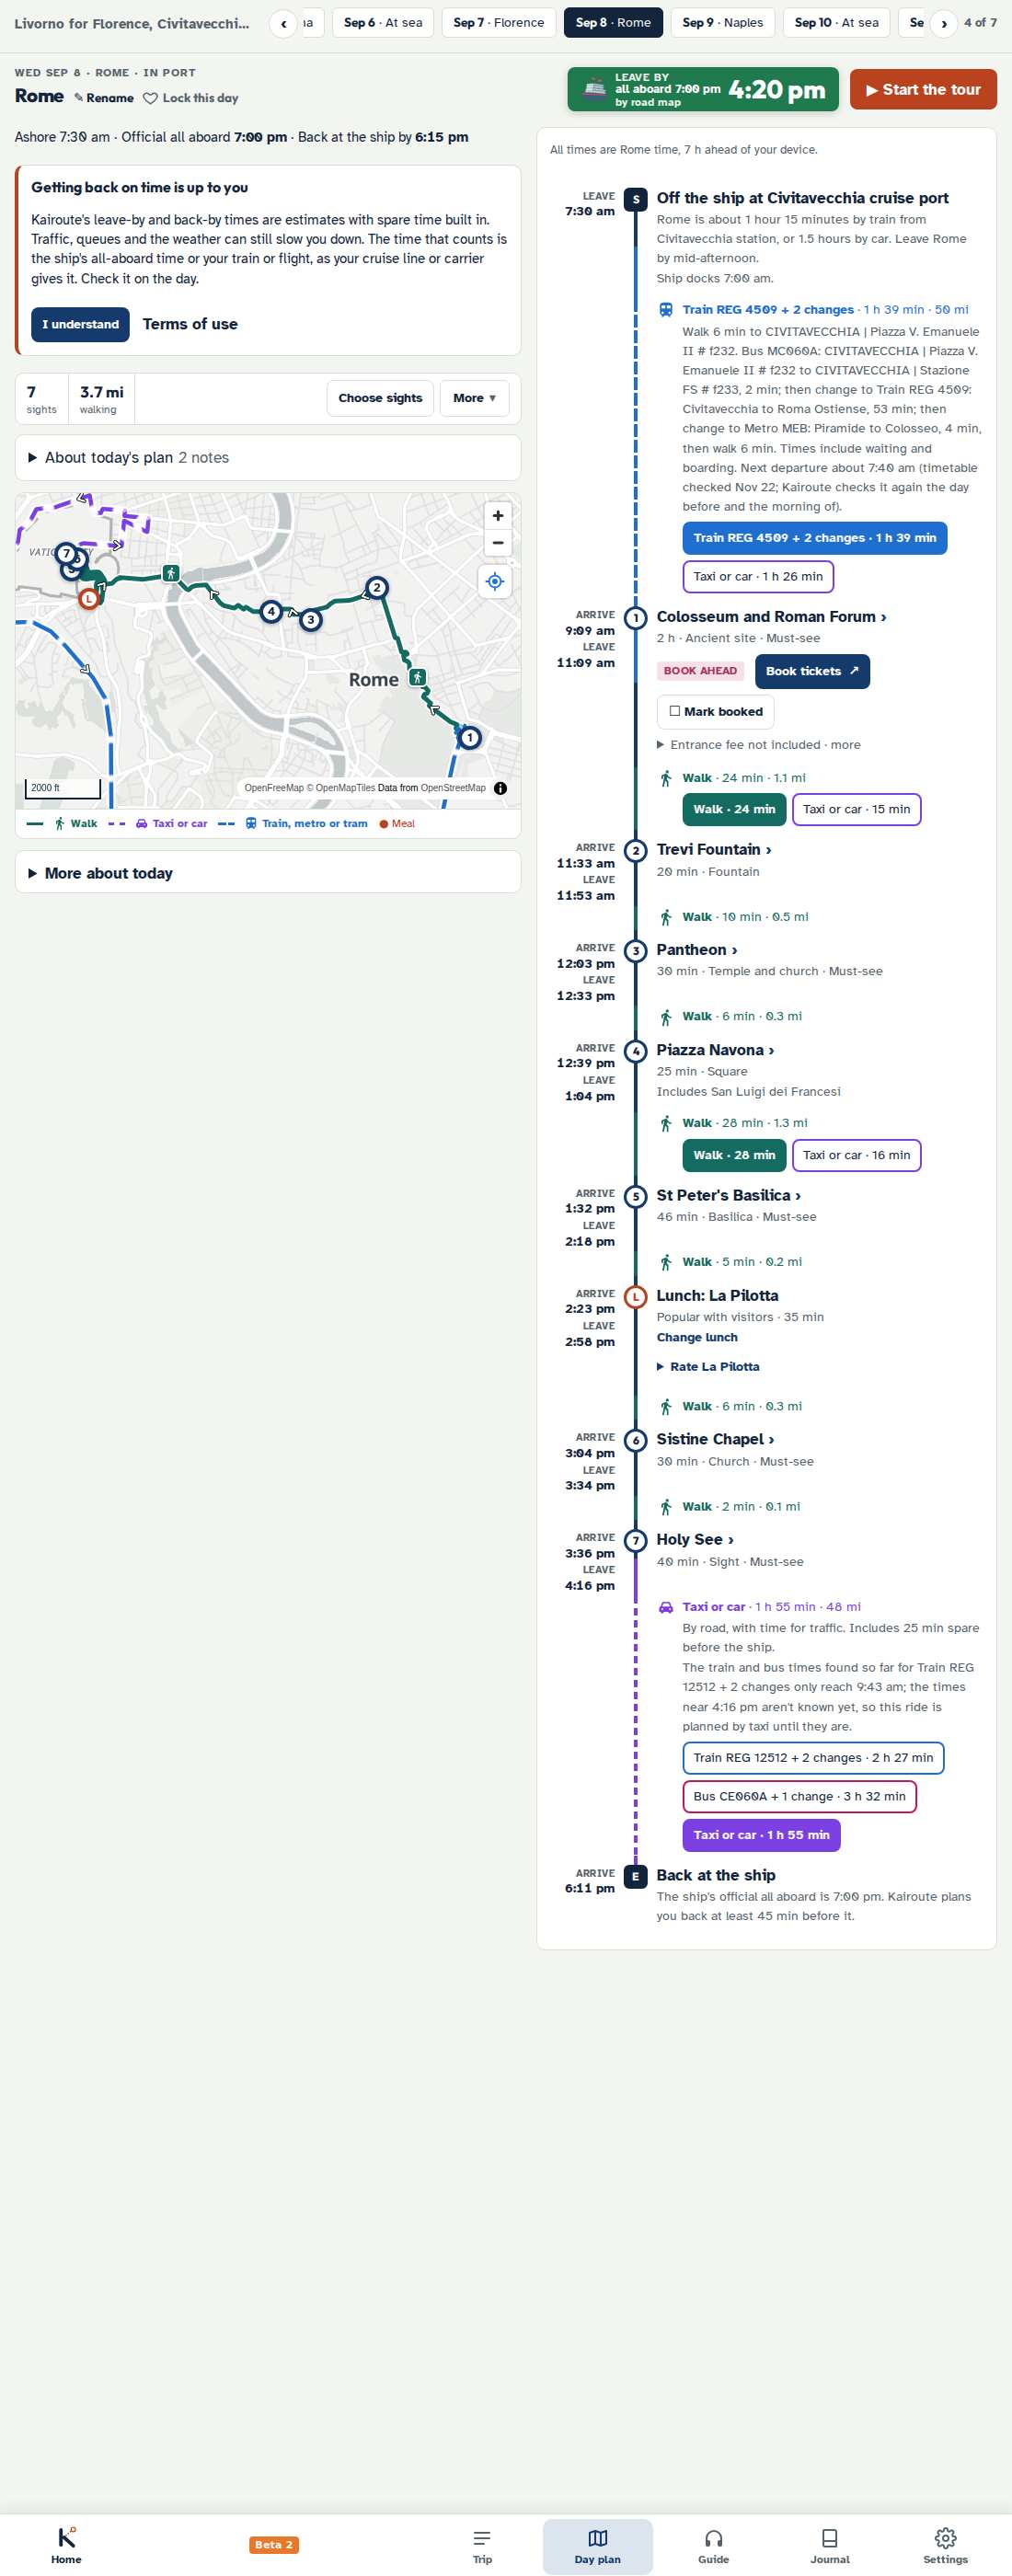 Livorno for Florence, Civitavecchi...
‹
na
Sep 6 · At sea
Sep 7 · Florence
Sep 8 · Rome
Sep 9 · Naples
Sep 10 · At sea
Se
›
4 of 7
WED SEP 8 · ROME · IN PORT
Rome ✎ Rename Lock this day
LEAVE BY
all aboard 7:00 pm
by road map
4:20 pm
▶ Start the tour
Ashore 7:30 am · Official all aboard 7:00 pm · Back at the ship by 6:15 pm
Getting back on time is up to you
Kairoute's leave-by and back-by times are estimates with spare time built in.
Traffic, queues and the weather can still slow you down. The time that counts is
the ship's all-aboard time or your train or flight, as your cruise line or carrier
gives it. Check it on the day.
I understand
Terms of use
7
sights
3.7 mi
walking
Choose sights
More ▼
▶ About today's plan 2 notes
VATIC
CITY
7
6
5
L
4
3
2
1
Rome
+
−
2000 ft
OpenFreeMap © OpenMapTiles Data from OpenStreetMap
Walk
Taxi or car
Train, metro or tram
Meal
▶ More about today
All times are Rome time, 7 h ahead of your device.
LEAVE
7:30 am
S
Off the ship at Civitavecchia cruise port
Rome is about 1 hour 15 minutes by train from
Civitavecchia station, or 1.5 hours by car. Leave Rome
by mid-afternoon.
Ship docks 7:00 am.
Train REG 4509 + 2 changes · 1 h 39 min · 50 mi
Walk 6 min to CIVITAVECCHIA | Piazza V. Emanuele
II # f232. Bus MC060A: CIVITAVECCHIA | Piazza V.
Emanuele II # f232 to CIVITAVECCHIA | Stazione
FS # f233, 2 min; then change to Train REG 4509:
Civitavecchia to Roma Ostiense, 53 min; then
change to Metro MEB: Piramide to Colosseo, 4 min,
then walk 6 min. Times include waiting and
boarding. Next departure about 7:40 am (timetable
checked Nov 22; Kairoute checks it again the day
before and the morning of).
Train REG 4509 + 2 changes · 1 h 39 min
Taxi or car · 1 h 26 min
ARRIVE
9:09 am
LEAVE
11:09 am
1
Colosseum and Roman Forum ›
2 h · Ancient site · Must-see
BOOK AHEAD
Book tickets ↗
☐ Mark booked
▶ Entrance fee not included · more
Walk · 24 min · 1.1 mi
Walk · 24 min
Taxi or car · 15 min
ARRIVE
11:33 am
LEAVE
11:53 am
2
Trevi Fountain ›
20 min · Fountain
Walk · 10 min · 0.5 mi
ARRIVE
12:03 pm
LEAVE
12:33 pm
3
Pantheon ›
30 min · Temple and church · Must-see
Walk · 6 min · 0.3 mi
ARRIVE
12:39 pm
LEAVE
1:04 pm
4
Piazza Navona ›
25 min · Square
Includes San Luigi dei Francesi
Walk · 28 min · 1.3 mi
Walk · 28 min
Taxi or car · 16 min
ARRIVE
1:32 pm
LEAVE
2:18 pm
5
St Peter's Basilica ›
46 min · Basilica · Must-see
Walk · 5 min · 0.2 mi
ARRIVE
2:23 pm
LEAVE
2:58 pm
L
Lunch: La Pilotta
Popular with visitors · 35 min
Change lunch
▶ Rate La Pilotta
Walk · 6 min · 0.3 mi
ARRIVE
3:04 pm
LEAVE
3:34 pm
6
Sistine Chapel ›
30 min · Church · Must-see
Walk · 2 min · 0.1 mi
ARRIVE
3:36 pm
LEAVE
4:16 pm
7
Holy See ›
40 min · Sight · Must-see
Taxi or car · 1 h 55 min · 48 mi
By road, with time for traffic. Includes 25 min spare
before the ship.
The train and bus times found so far for Train REG
12512 + 2 changes only reach 9:43 am; the times
near 4:16 pm aren't known yet, so this ride is
planned by taxi until they are.
Train REG 12512 + 2 changes · 2 h 27 min
Bus CE060A + 1 change · 3 h 32 min
Taxi or car · 1 h 55 min
ARRIVE
6:11 pm
E
Back at the ship
The ship's official all aboard is 7:00 pm. Kairoute plans
you back at least 45 min before it.
Home
Beta 2
Trip
Day plan
Guide
Journal
Settings